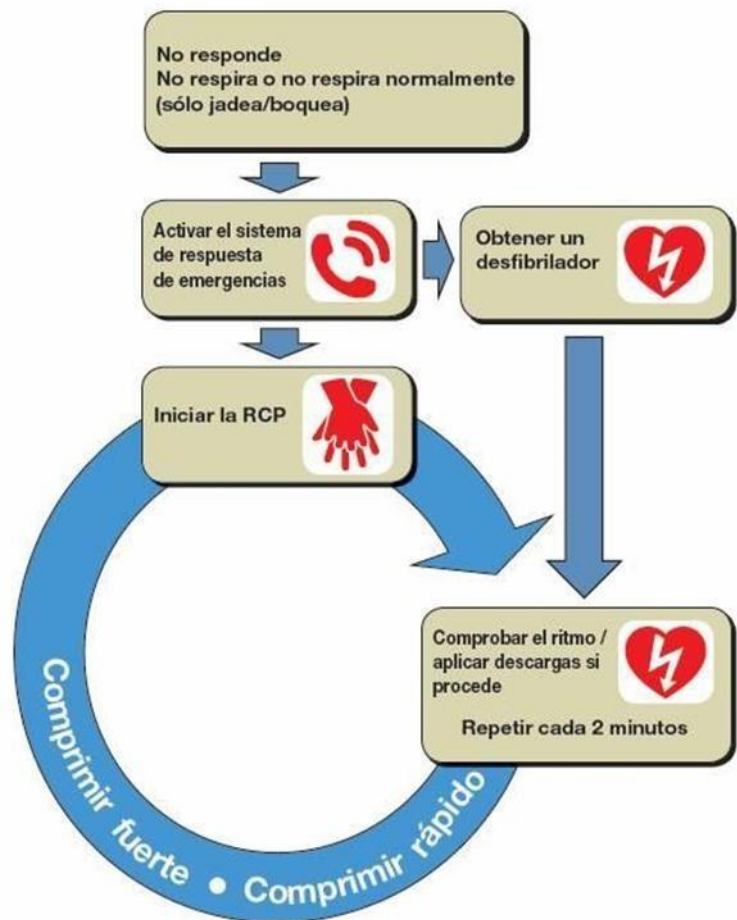 No responde
No respira o no respira normalmente
(sólo jadea/boquea)
Activar el sistema
de respuesta
de emergencias
Obtener un
desfibrilador
Iniciar la RCP
Comprobar el ritmo /
aplicar descargas si
procede
Repetir cada 2 minutos
Comprimir fuerte • Comprimir rápido